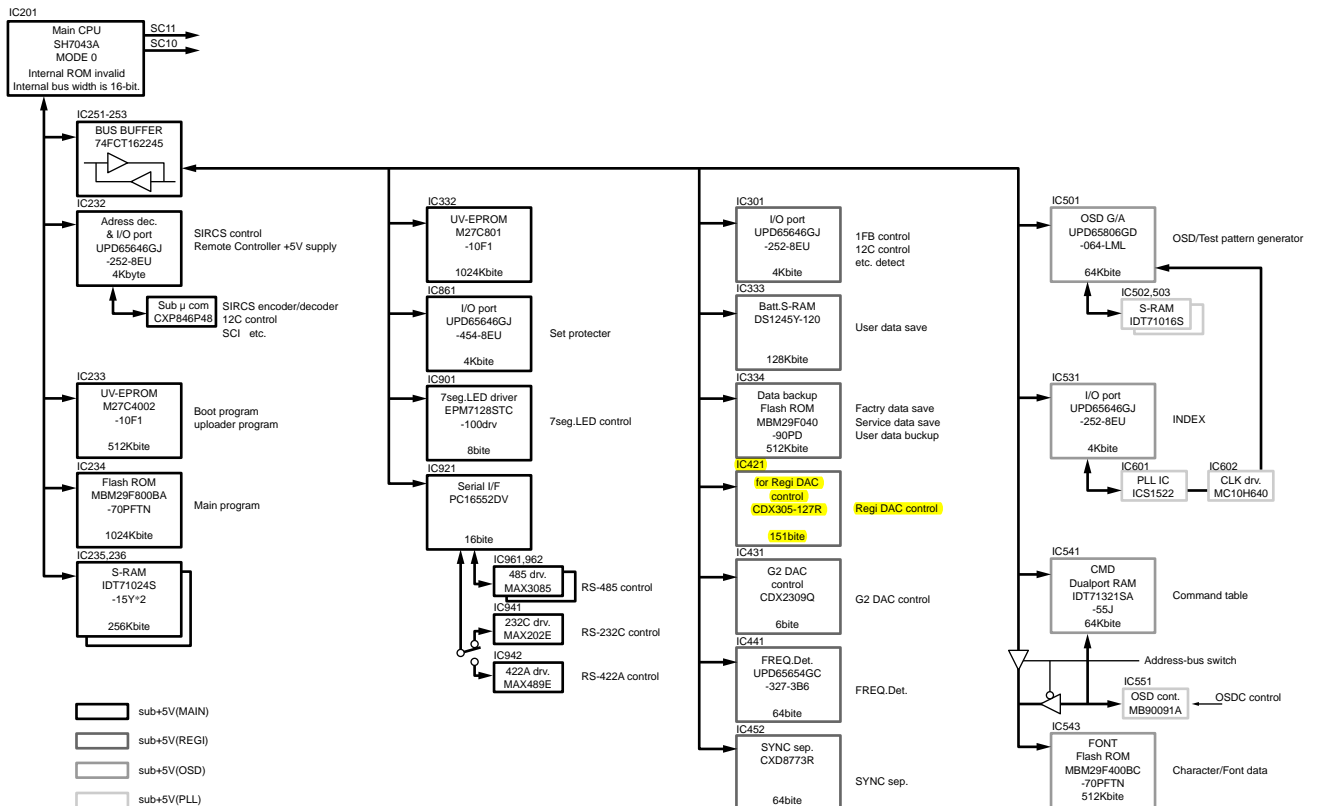 IC201
Main CPU
SH7043A
MODE 0
Internal ROM invalid
Internal bus width is 16-bit.
SC11
SC10
IC251-253
BUS BUFFER
74FCT162245
IC232
Adress dec.
& I/O port
UPD65646GJ
-252-8EU
4Kbyte
SIRCS control
Remote Controller +5V supply
Sub μ com
CXP846P48
SIRCS encoder/decoder
12C control
SCI etc.
IC233
UV-EPROM
M27C4002
-10F1
512Kbite
Boot program
uploader program
IC234
Flash ROM
MBM29F800BA
-70PFTN
1024Kbite
Main program
IC235,236
S-RAM
IDT71024S
-15Y*2
256Kbite
sub+5V(MAIN)
sub+5V(REGI)
sub+5V(OSD)
sub+5V(PLL)
IC332
UV-EPROM
M27C801
-10F1
1024Kbite
IC861
I/O port
UPD65646GJ
-454-8EU
4Kbite
Set protecter
IC901
7seg.LED driver
EPM7128STC
-100drv
8bite
7seg.LED control
IC921
Serial I/F
PC16552DV
16bite
IC961,962
485 drv.
MAX3085
RS-485 control
IC941
232C drv.
MAX202E
RS-232C control
IC942
422A drv.
MAX489E
RS-422A control
IC301
I/O port
UPD65646GJ
-252-8EU
4Kbite
1FB control
12C control
etc. detect
IC333
Batt.S-RAM
DS1245Y-120
128Kbite
User data save
IC334
Data backup
Flash ROM
MBM29F040
-90PD
512Kbite
Factry data save
Service data save
User data buckup
IC421
for Regi DAC
control
CDX305-127R
151bite
Regi DAC control
IC431
G2 DAC
control
CDX2309Q
6bite
G2 DAC control
IC441
FREQ.Det.
UPD65654GC
-327-3B6
64bite
FREQ.Det.
IC452
SYNC sep.
CXD8773R
64bite
SYNC sep.
IC501
OSD G/A
UPD65806GD
-064-LML
64Kbite
OSD/Test pattern generator
IC502,503
S-RAM
IDT71016S
IC531
I/O port
UPD65646GJ
-252-8EU
4Kbite
INDEX
IC601
PLL IC
ICS1522
IC602
CLK drv.
MC10H640
IC541
CMD
Dualport RAM
IDT71321SA
-55J
64Kbite
Command table
Address-bus switch
IC551
OSD cont.
MB90091A
OSDC control
IC543
FONT
Flash ROM
MBM29F400BC
-70PFTN
512Kbite
Character/Font data